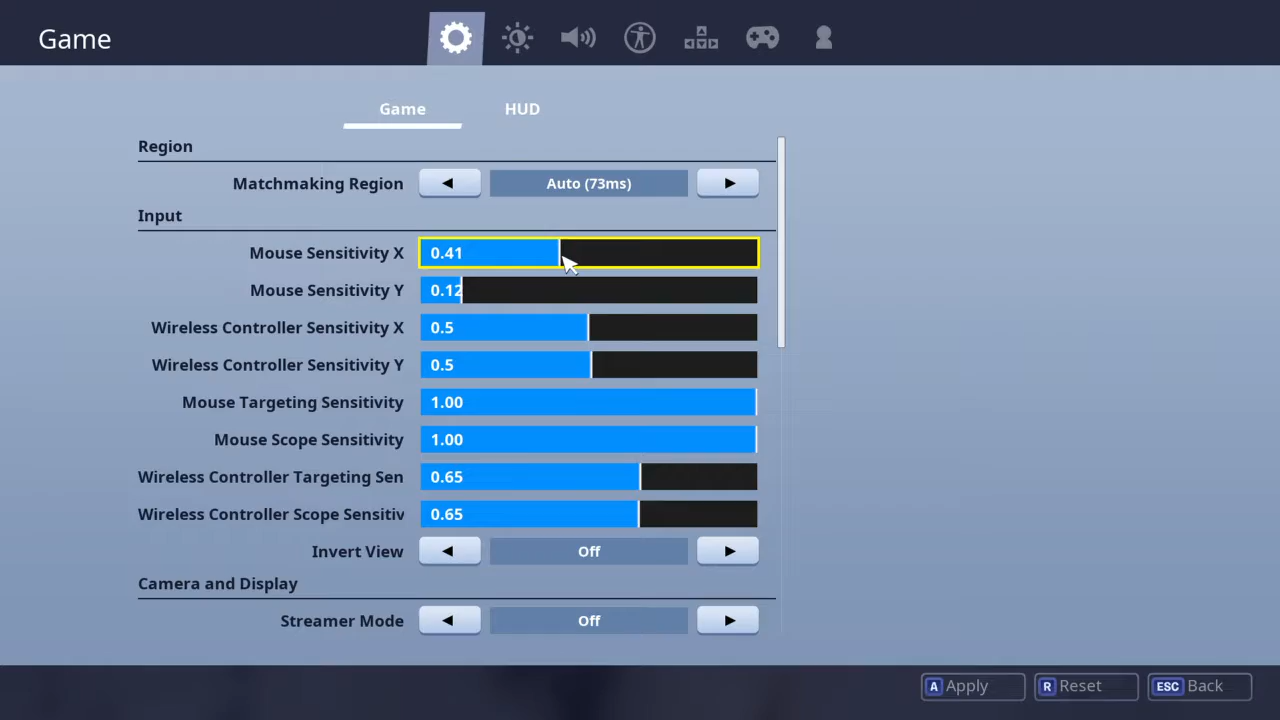 Game
Game HUD
Region
Matchmaking Region ◀ Auto (73ms) ▶
Input
Mouse Sensitivity X 0.41
Mouse Sensitivity Y 0.12
Wireless Controller Sensitivity X 0.5
Wireless Controller Sensitivity Y 0.5
Mouse Targeting Sensitivity 1.00
Mouse Scope Sensitivity 1.00
Wireless Controller Targeting Sen 0.65
Wireless Controller Scope Sensitiv 0.65
Invert View ◀ Off ▶
Camera and Display
Streamer Mode ◀ Off ▶
A Apply R Reset ESC Back